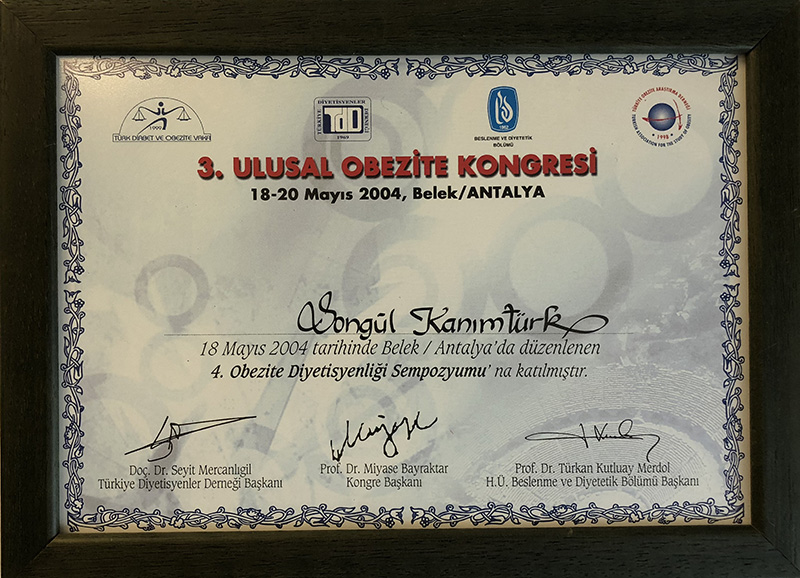 1999
TÜRK DİABET VE OBEZİTE VAKFI
DİYETİSYENLER
TÜRKİYE
TDD
DERNEĞİ
1969
1962
BESLENME VE DİYETETİK
BÖLÜMÜ
TÜRKİYE OBEZİTE ARAŞTIRMA DERNEĞİ
1998
TURKISH ASSOCIATION FOR THE STUDY OF OBESITY
3. ULUSAL OBEZİTE KONGRESİ
18-20 Mayıs 2004, Belek/ANTALYA
Songül Kanımtürk
18 Mayıs 2004 tarihinde Belek / Antalya'da düzenlenen
4. Obezite Diyetisyenliği Sempozyumu' na katılmıştır.
Doç. Dr. Seyit Mercanlıgil
Türkiye Diyetisyenler Derneği Başkanı
Prof. Dr. Miyase Bayraktar
Kongre Başkanı
Prof. Dr. Türkan Kutluay Merdol
H.Ü. Beslenme ve Diyetetik Bölümü Başkanı